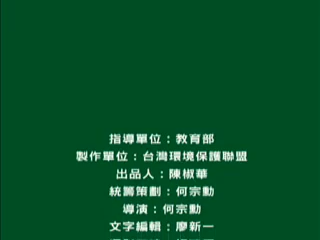 指導單位：教育部
製作單位：台灣環境保護聯盟
出品人：陳椒華
統籌策劃：何宗勳
導演：何宗勳
文字編輯：廖新一